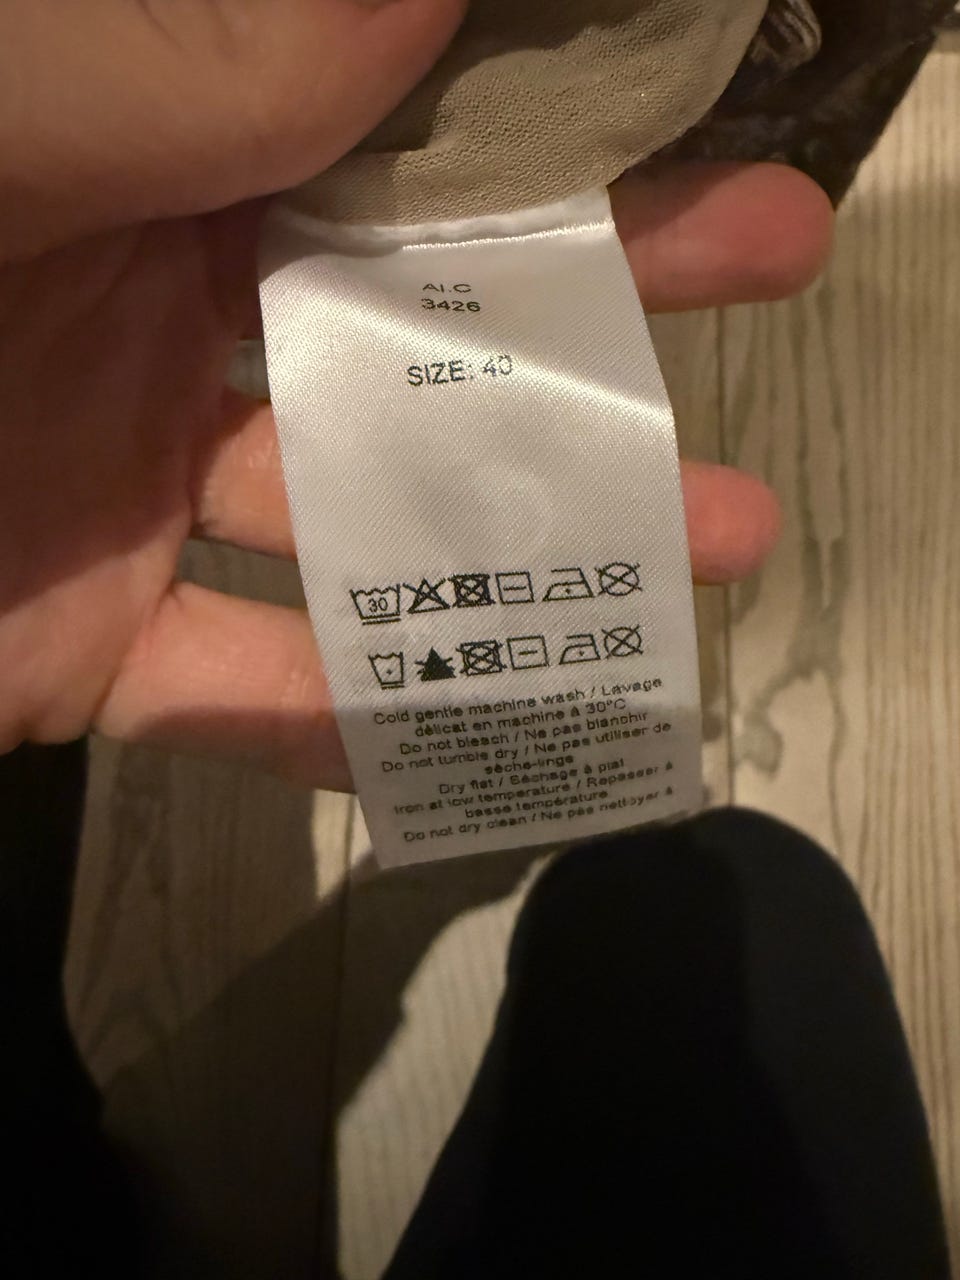 AI.C
3426
SIZE: 40
30
Cold gentle machine wash / Lavage
délicat en machine à 30°C
Do not bleach / Ne pas blanchir
Do not tumble dry / Ne pas utiliser de
sèche-linge
Dry flat / Séchage à plat
Iron at low temperature / Repasser à
basse température
Do not dry clean / Ne pas nettoyer à